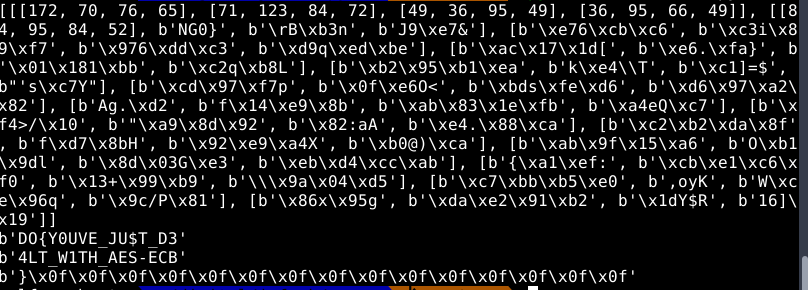 [[[172, 70, 76, 65], [71, 123, 84, 72], [49, 36, 95, 49], [36, 95, 66, 49]], [[8
4, 95, 84, 52], b'NG0}', b'\rB\xb3n', b'J9\xe7&'], [b'\xe76\xcb\xc6', b'\xc3i\x8
9\xf7', b'\x976\xdd\xc3', b'\xd9q\xed\xbe'], [b'\xac\x17\x1d[', b'\xe6.\xfa}', b
'\x01\x181\xbb', b'\xc2q\xb8L'], [b'\xb2\x95\xb1\xea', b'k\xe4\\T', b'\xc1]=$',
b"'s\xc7Y"], [b'\xcd\x97\xf7p', b'\x0f\xe6O<', b'\xbds\xfe\xd6', b'\xd6\x97\xa2\
x82'], [b'Ag.\xd2', b'f\x14\xe9\x8b', b'\xab\x83\x1e\xfb', b'\xa4eQ\xc7'], [b'\x
f4>/\x10', b'"\xa9\x8d\x92', b'\x82:aA', b'\xe4.\x88\xca'], [b'\xc2\xb2\xda\x8f'
, b'f\xd7\x8bH', b'\x92\xe9\xa4X', b'\xb0@)\xca'], [b'\xab\x9f\x15\xa6', b'O\xb1
\x9dl', b'\x8d\x03G\xe3', b'\xeb\xd4\xcc\xab'], [b'{\xa1\xef:', b'\xcb\xe1\xc6\x
f0', b'\x13+\x99\xb9', b'\\\x9a\x04\xd5'], [b'\xc7\xbb\xb5\xe0', b',oyK', b'W\xc
e\x96q', b'\x9c/P\x81'], [b'\x86x\x95g', b'\xda\xe2\x91\xb2', b'\x1dY$R', b'16]\
\x19']]
b'DO{Y0UVE_JU$T_D3'
b'4LT_W1TH_AES-ECB'
b'}\x0f\x0f\x0f\x0f\x0f\x0f\x0f\x0f\x0f\x0f\x0f\x0f\x0f\x0f\x0f'